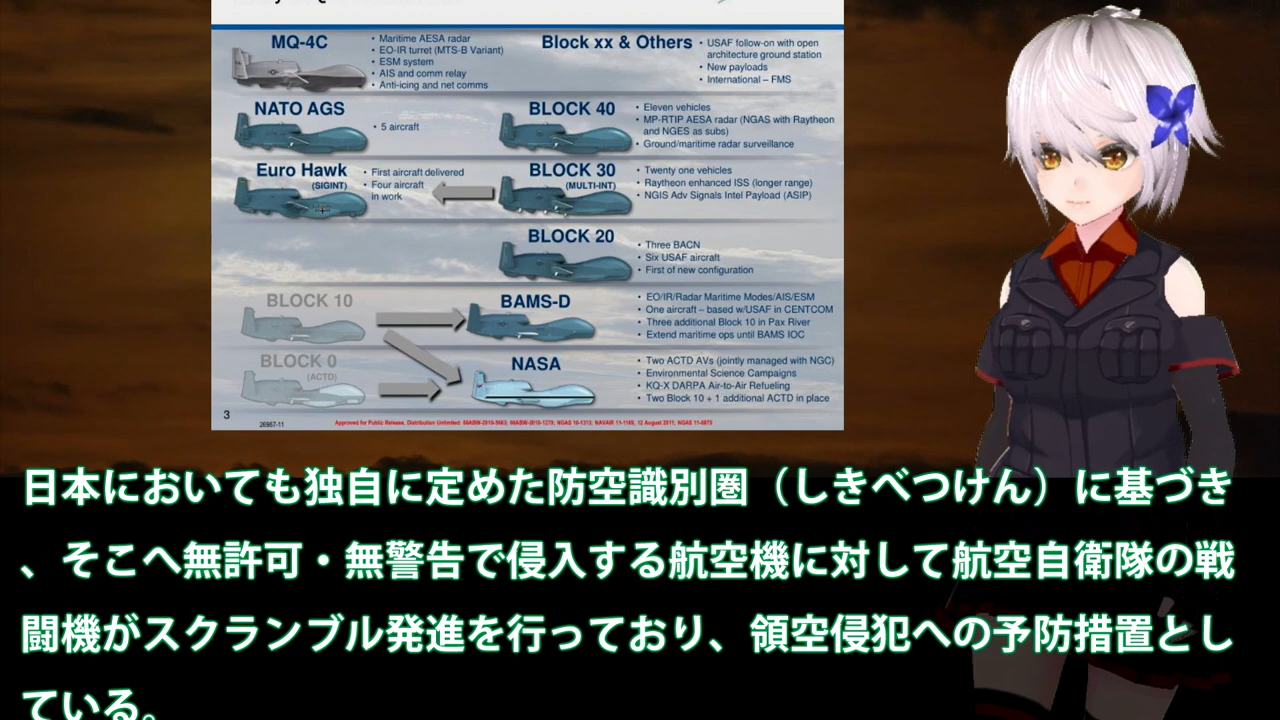 MQ-4C
• Maritime AESA radar
• EO-IR turret (MTS-B Variant)
• ESM system
• AIS and comm relay
• Anti-icing and net comms
Block xx & Others
• USAF follow-on with open
architecture ground station
• New payloads
• International – FMS
NATO AGS
• 5 aircraft
BLOCK 40
• Eleven vehicles
• MP-RTIP AESA radar (NGAS with Raytheon
and NGES as subs)
• Ground/maritime radar surveillance
Euro Hawk
(SIGINT)
• First aircraft delivered
• Four aircraft
in work
BLOCK 30
(MULTI-INT)
• Twenty one vehicles
• Raytheon enhanced ISS (longer range)
• NGIS Adv Signals Intel Payload (ASIP)
BLOCK 20
• Three BACN
• Six USAF aircraft
• First of new configuration
BLOCK 10
BAMS-D
• EO/IR/Radar Maritime Modes/AIS/ESM
• One aircraft – based w/USAF in CENTCOM
• Three additional Block 10 in Pax River
• Extend maritime ops until BAMS IOC
BLOCK 0
(ACTD)
NASA
• Two ACTD AVs (jointly managed with NGC)
• Environmental Science Campaigns
• KQ-X DARPA Air-to-Air Refueling
• Two Block 10 + 1 additional ACTD in place
3
26987-11
Approved for Public Release, Distribution Unlimited:
日本においても独自に定めた防空識別圏（しきべつけん）に基づき
、そこへ無許可・無警告で侵入する航空機に対して航空自衛隊の戦
闘機がスクランブル発進を行っており、領空侵犯への予防措置とし
ている。